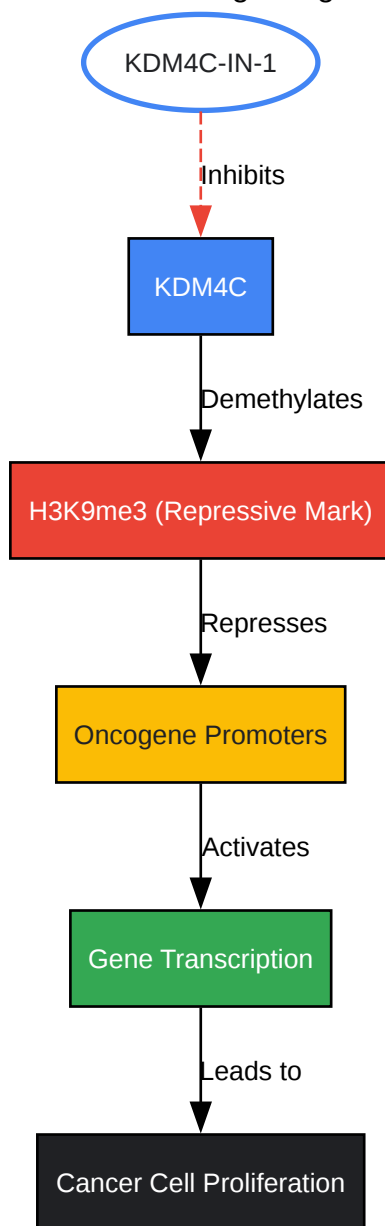 KDM4C-IN-1
Inhibits
KDM4C
Demethylates
H3K9me3 (Repressive Mark)
Represses
Oncogene Promoters
Activates
Gene Transcription
Leads to
Cancer Cell Proliferation